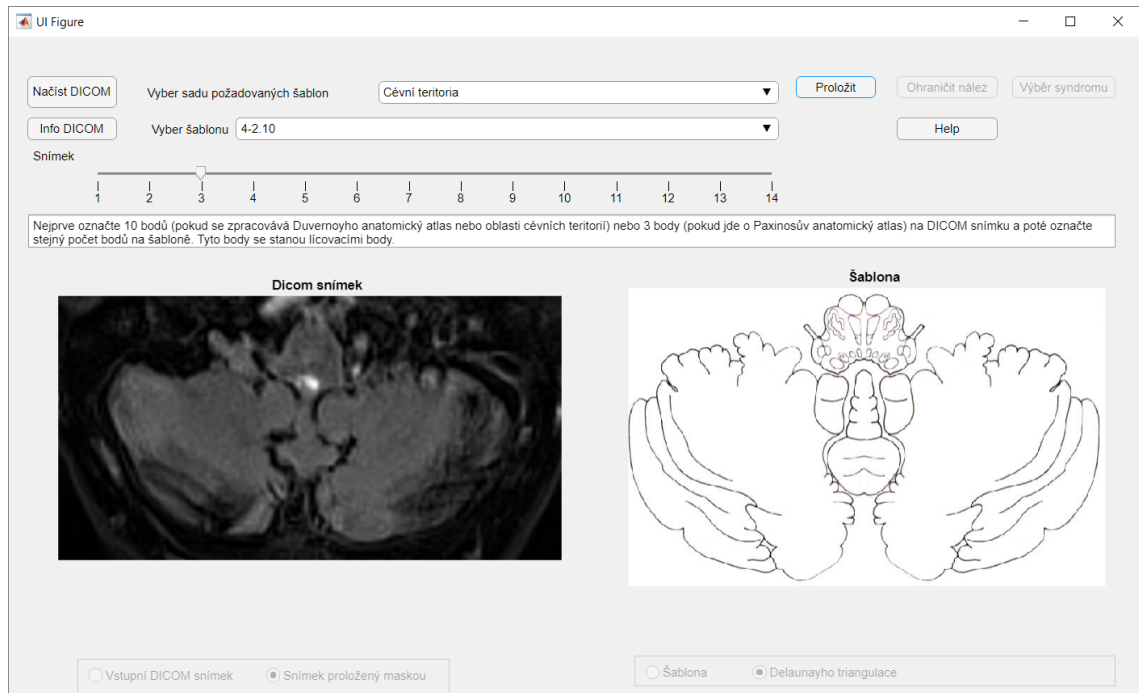 UI Figure
Načíst DICOM
Vyber sadu požadovaných šablon
Cévní teritoria
Proložit
Ohraničit nález
Výběr syndromu
Info DICOM
Vyber šablonu
4-2.10
Help
Snímek
1 2 3 4 5 6 7 8 9 10 11 12 13 14
Nejprve označte 10 bodů (pokud se zpracovává Duvernoyho anatomický atlas nebo oblasti cévních teritorií) nebo 3 body (pokud jde o Paxinosův anatomický atlas) na DICOM snímku a poté označte
stejný počet bodů na šabloně. Tyto body se stanou lícovacími body.
Dicom snímek
Šablona
Vstupní DICOM snímek
Snímek proložený maskou
Šablona
Delaunayho triangulace